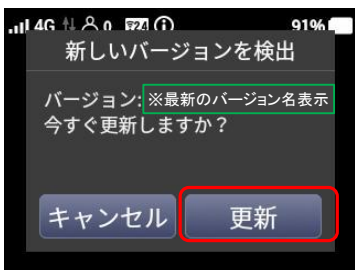 4G 0 24 91%
新しいバージョンを検出
バージョン: ※最新のバージョン名表示
今すぐ更新しますか？
キャンセル 更新